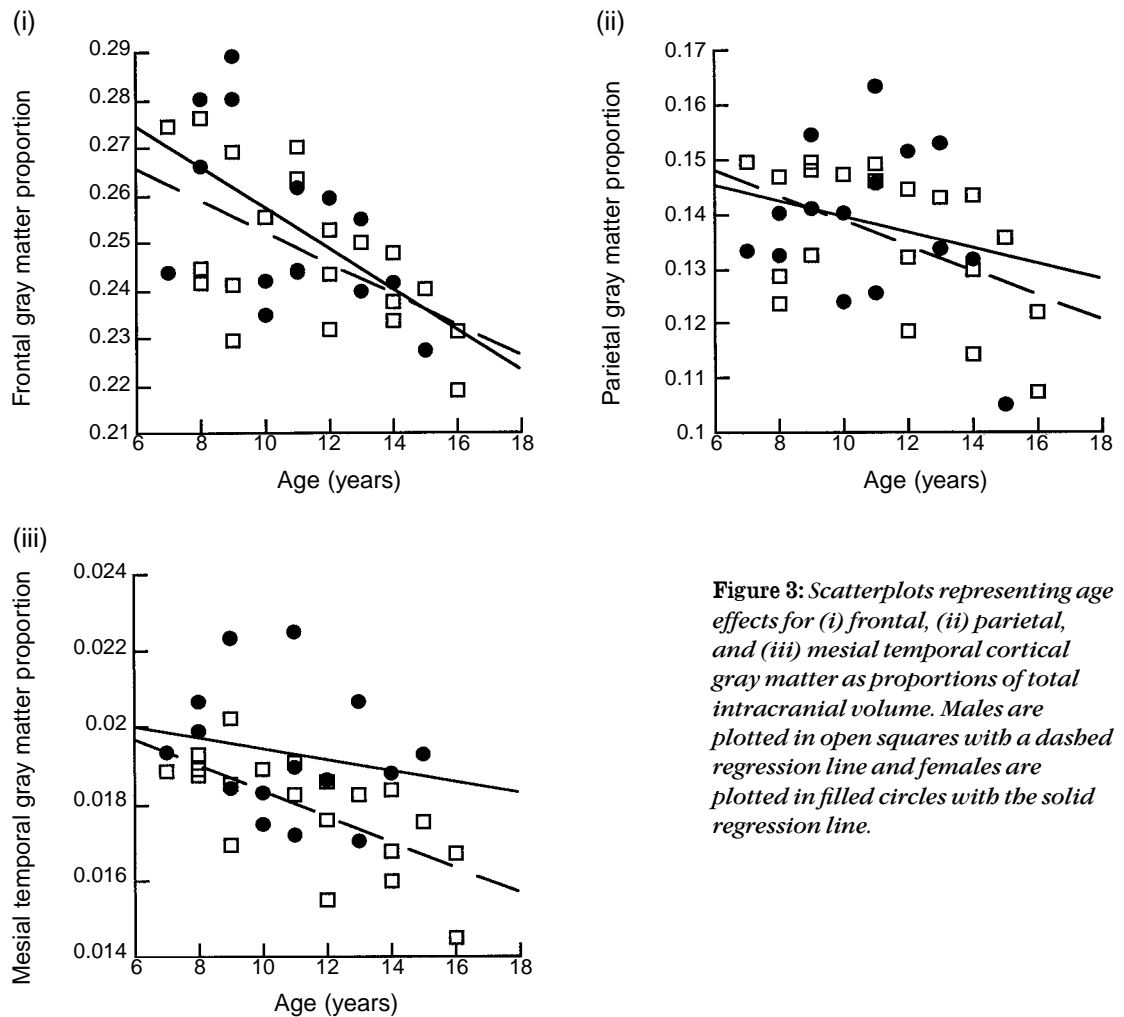 (i)
Frontal gray matter proportion
0.29
0.28
0.27
0.26
0.25
0.24
0.23
0.22
0.21
6 8 10 12 14 16 18
Age (years)
(ii)
Parietal gray matter proportion
0.17
0.16
0.15
0.14
0.13
0.12
0.11
0.1
6 8 10 12 14 16 18
Age (years)
(iii)
Mesial temporal gray matter proportion
0.024
0.022
0.02
0.018
0.016
0.014
6 8 10 12 14 16 18
Age (years)
Figure 3: Scatterplots representing age
effects for (i) frontal, (ii) parietal,
and (iii) mesial temporal cortical
gray matter as proportions of total
intracranial volume. Males are
plotted in open squares with a dashed
regression line and females are
plotted in filled circles with the solid
regression line.